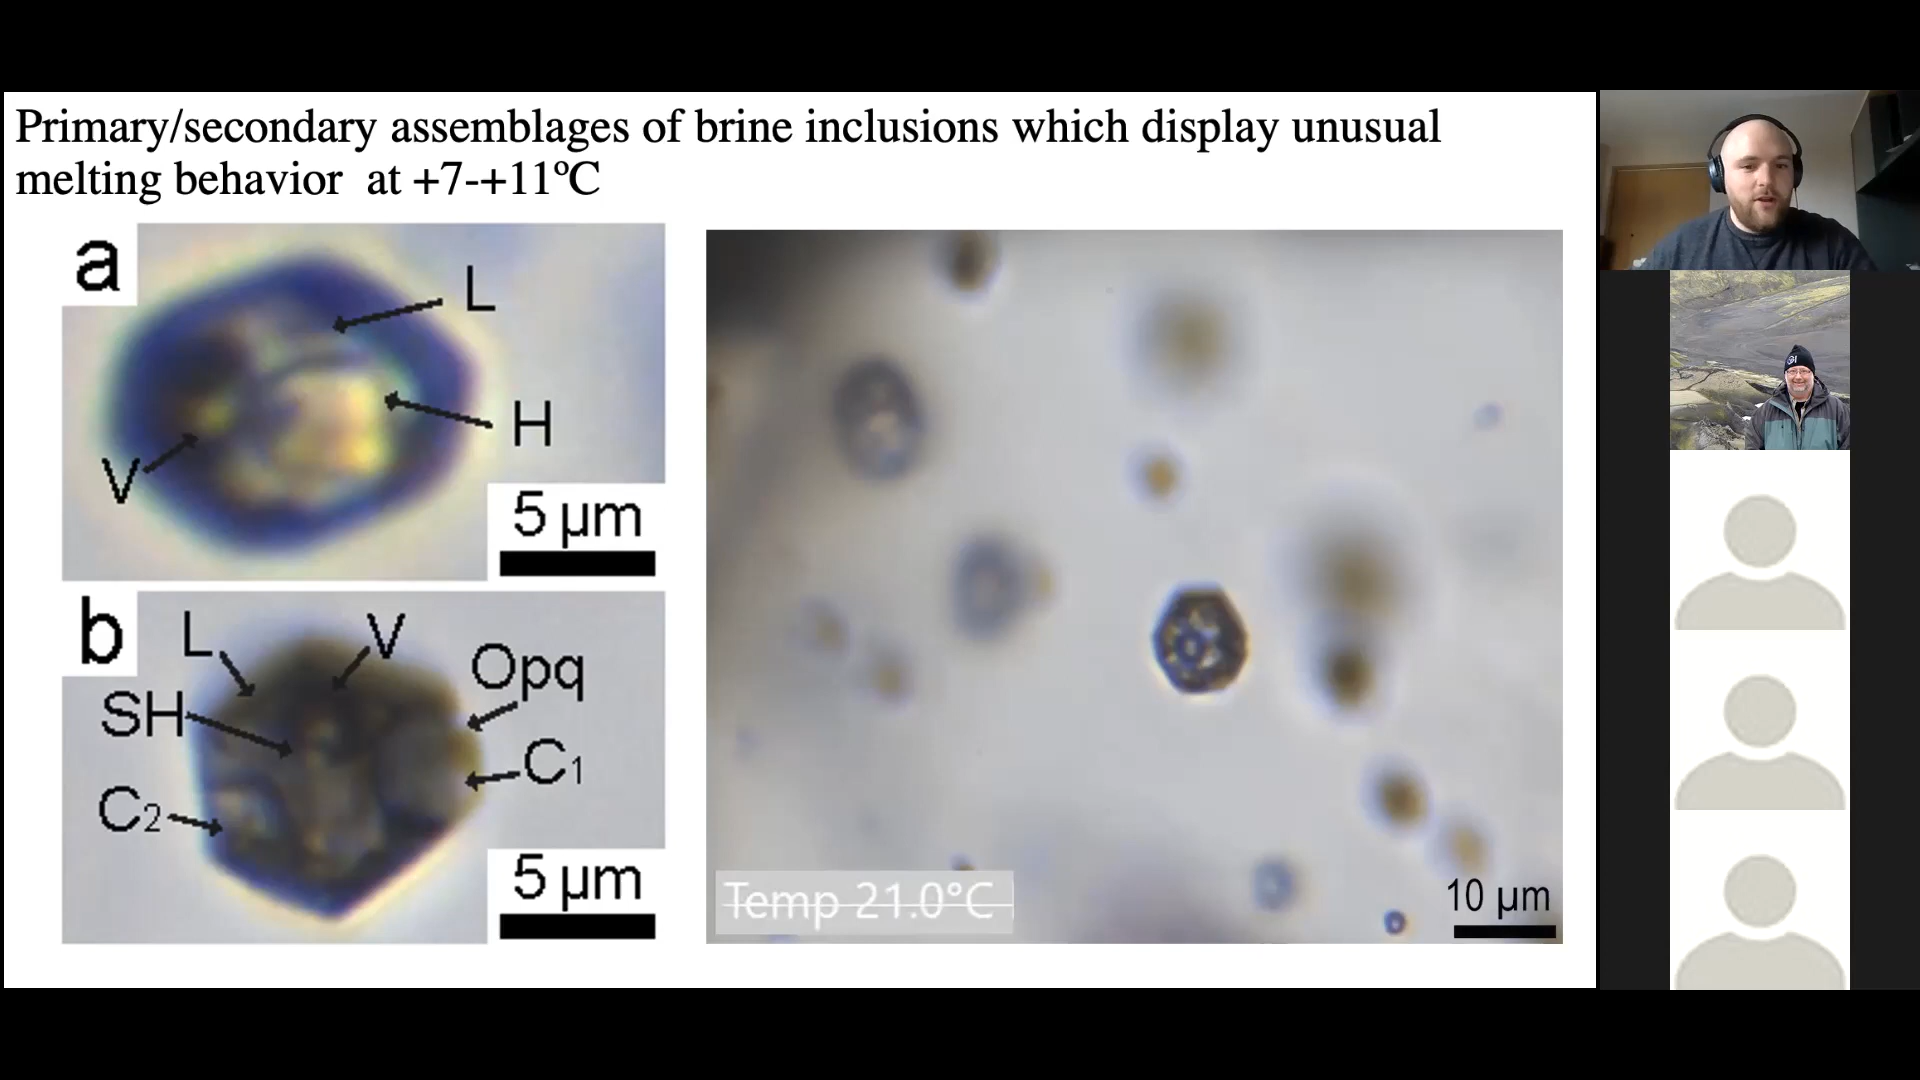 Primary/secondary assemblages of brine inclusions which display unusual
melting behavior at +7-+11ºC
a
L
H
V
5 µm
b
L
V
Opq
SH
C1
C2
5 µm
Temp 21.0°C
10 µm